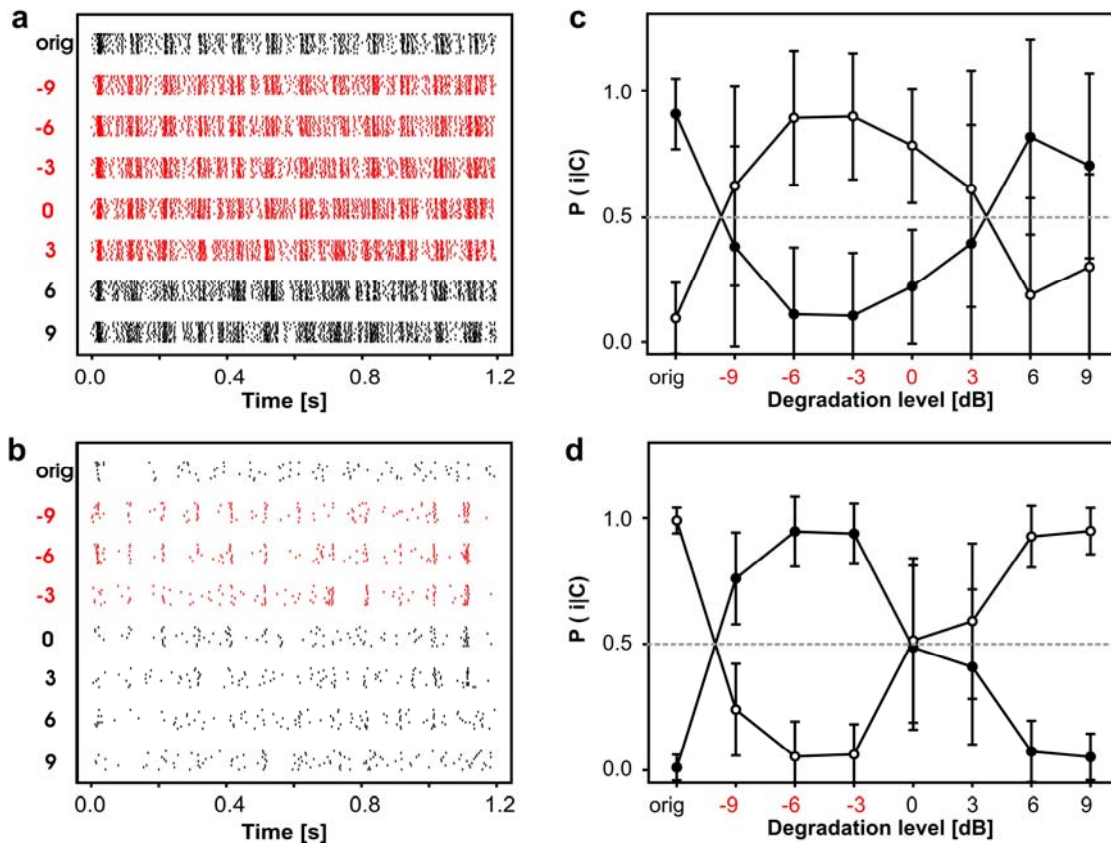 a
orig
-9
-6
-3
0
3
6
9
0.0 0.4 0.8 1.2
Time [s]
b
orig
-9
-6
-3
0
3
6
9
0.0 0.4 0.8 1.2
Time [s]
c
P ( i|C)
1.0
0.5
0.0
orig -9 -6 -3 0 3 6 9
Degradation level [dB]
d
P ( i|C)
1.0
0.5
0.0
orig -9 -6 -3 0 3 6 9
Degradation level [dB]